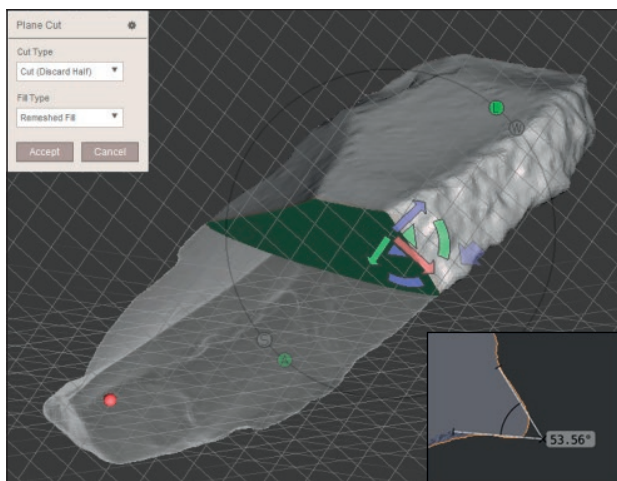 Plane Cut
Cut Type
Cut (Discard Half)
Fill Type
Remeshed Fill
Accept Cancel
L
W
S
A
53.56°